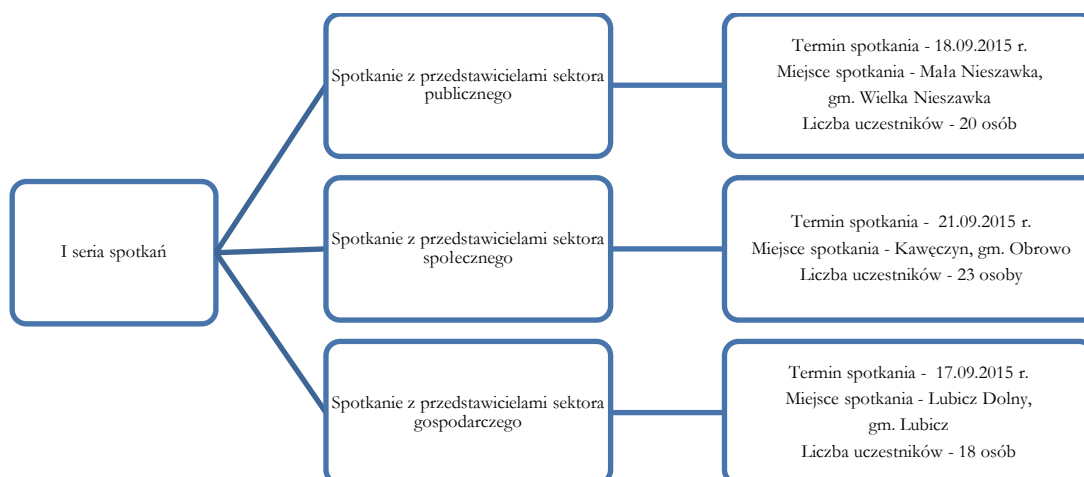 I seria spotkań
Spotkanie z przedstawicielami sektora
publicznego
Termin spotkania - 18.09.2015 r.
Miejsce spotkania - Mała Nieszawka,
gm. Wielka Nieszawka
Liczba uczestników - 20 osób
Spotkanie z przedstawicielami sektora
społecznego
Termin spotkania - 21.09.2015 r.
Miejsce spotkania - Kawęczyn, gm. Obrowo
Liczba uczestników - 23 osoby
Spotkanie z przedstawicielami sektora
gospodarczego
Termin spotkania - 17.09.2015 r.
Miejsce spotkania - Lubicz Dolny,
gm. Lubicz
Liczba uczestników - 18 osób